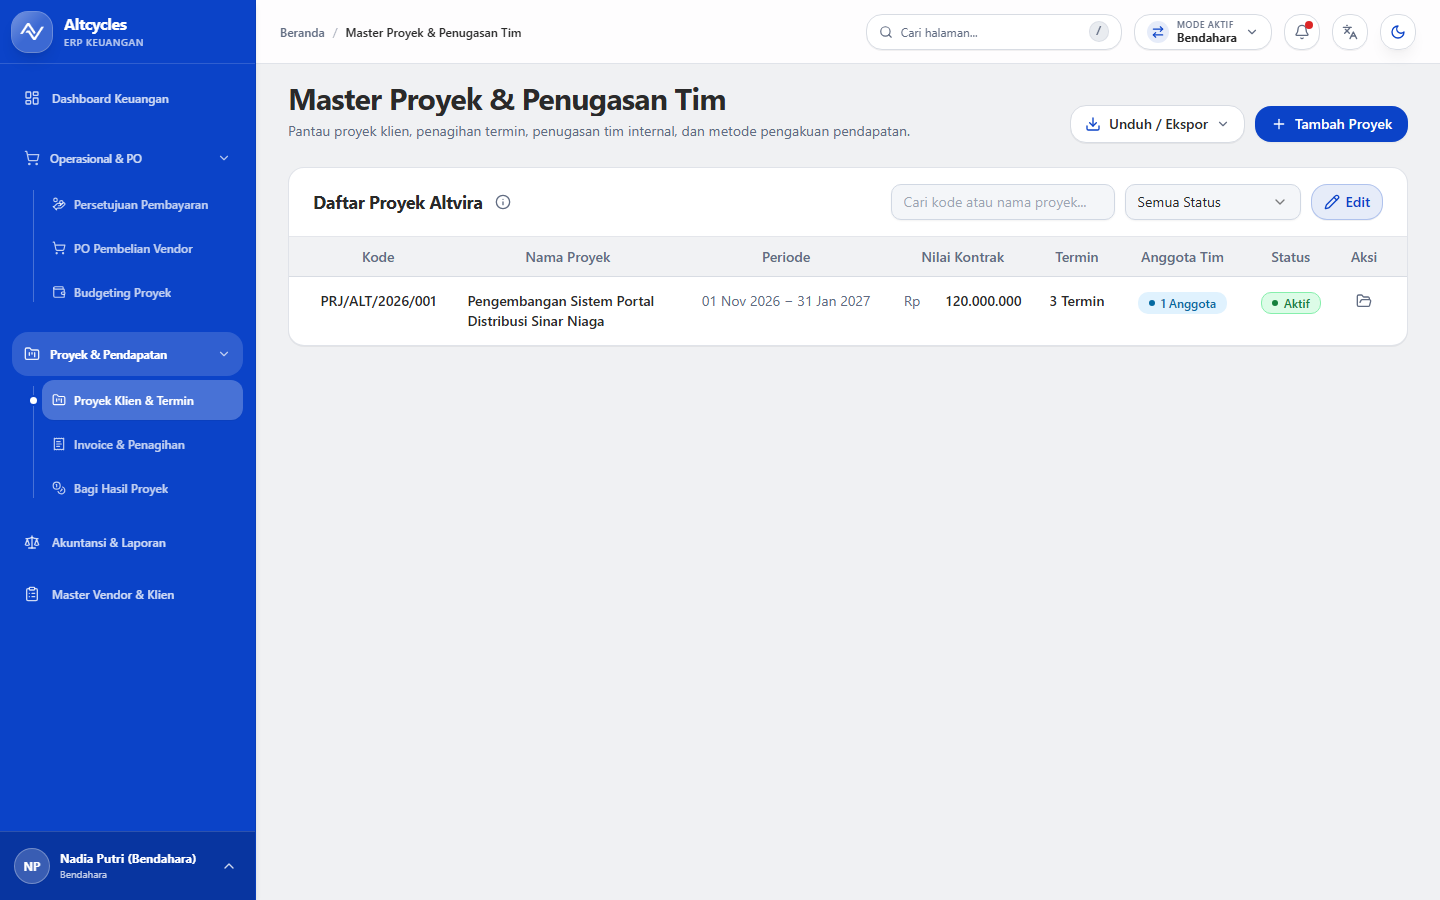 Altcycles
ERP KEUANGAN
Beranda / Master Proyek & Penugasan Tim
Cari halaman...
/
MODE AKTIF
Bendahara
Dashboard Keuangan
Operasional & PO
Persetujuan Pembayaran
PO Pembelian Vendor
Budgeting Proyek
Proyek & Pendapatan
Proyek Klien & Termin
Invoice & Penagihan
Bagi Hasil Proyek
Akuntansi & Laporan
Master Vendor & Klien
NP
Nadia Putri (Bendahara)
Bendahara
Master Proyek & Penugasan Tim
Pantau proyek klien, penagihan termin, penugasan tim internal, dan metode pengakuan pendapatan.
Unduh / Ekspor
Tambah Proyek
Daftar Proyek Altvira
Cari kode atau nama proyek...
Semua Status
Edit
Kode Nama Proyek Periode Nilai Kontrak Termin Anggota Tim Status Aksi
PRJ/ALT/2026/001 Pengembangan Sistem Portal 01 Nov 2026 – 31 Jan 2027 Rp 120.000.000 3 Termin 1 Anggota Aktif
Distribusi Sinar Niaga